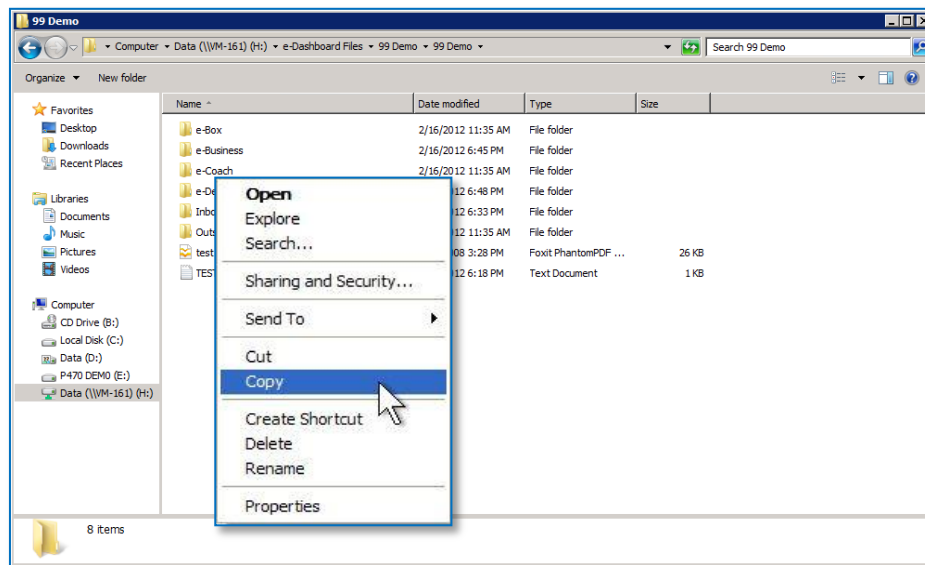 99 Demo
Computer Data (\\VM-161) (H:) e-Dashboard Files 99 Demo 99 Demo
Search 99 Demo
Organize New folder
Favorites
Desktop
Downloads
Recent Places
Libraries
Documents
Music
Pictures
Videos
Computer
CD Drive (B:)
Local Disk (C:)
Data (D:)
P470 DEMO (E:)
Data (\\VM-161) (H:)
Name Date modified Type Size
e-Box 2/16/2012 11:35 AM File folder
e-Business 2/16/2012 6:45 PM File folder
e-Coach 2/16/2012 11:35 AM File folder
e-De 12 6:48 PM File folder
Inbo 12 6:33 PM File folder
Outs 12 11:35 AM File folder
test 08 3:28 PM Foxit PhantomPDF ... 26 KB
TEST 12 6:18 PM Text Document 1 KB
Open
Explore
Search...
Sharing and Security...
Send To
Cut
Copy
Create Shortcut
Delete
Rename
Properties
8 items